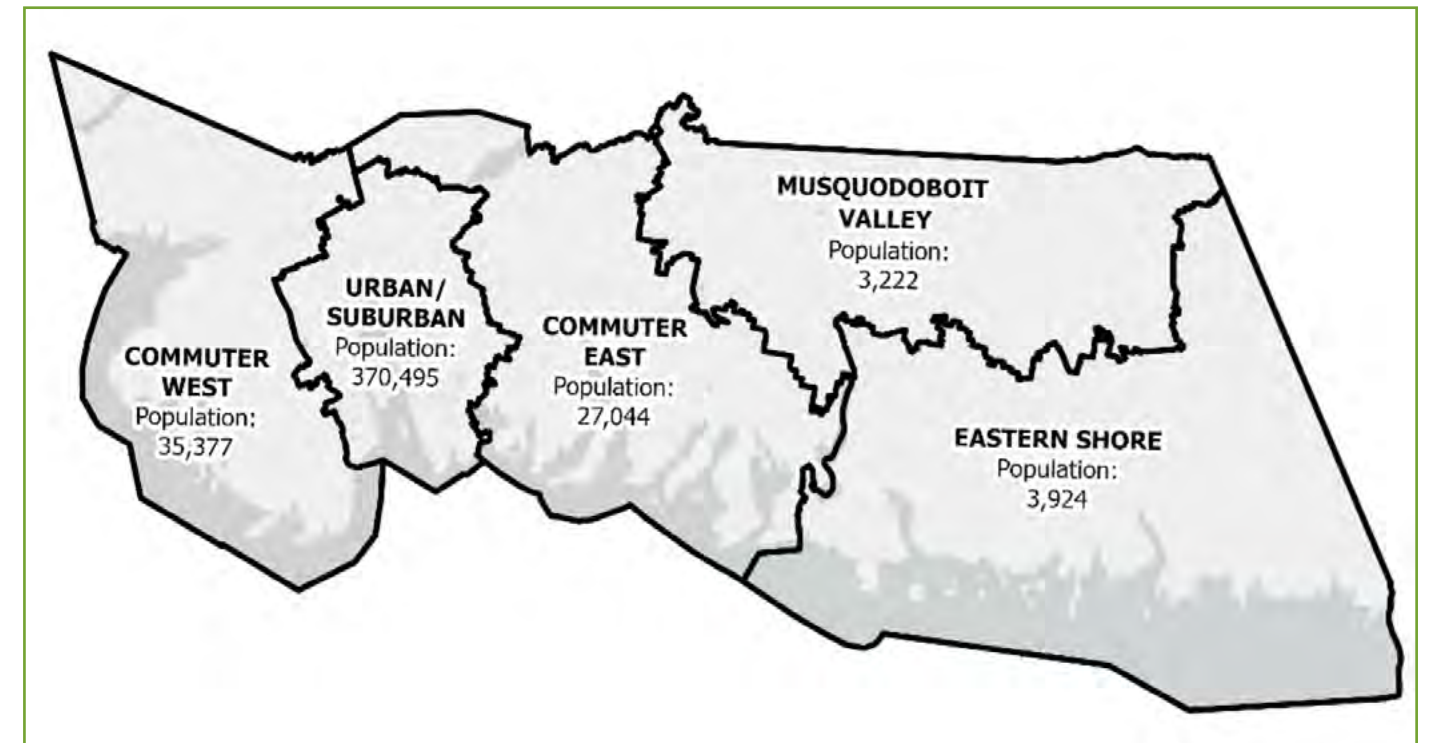 MUSQUODOBOIT
VALLEY
Population:
3,222
URBAN/
SUBURBAN
Population:
370,495
COMMUTER
EAST
Population:
27,044
COMMUTER
WEST
Population:
35,377
EASTERN SHORE
Population:
3,924